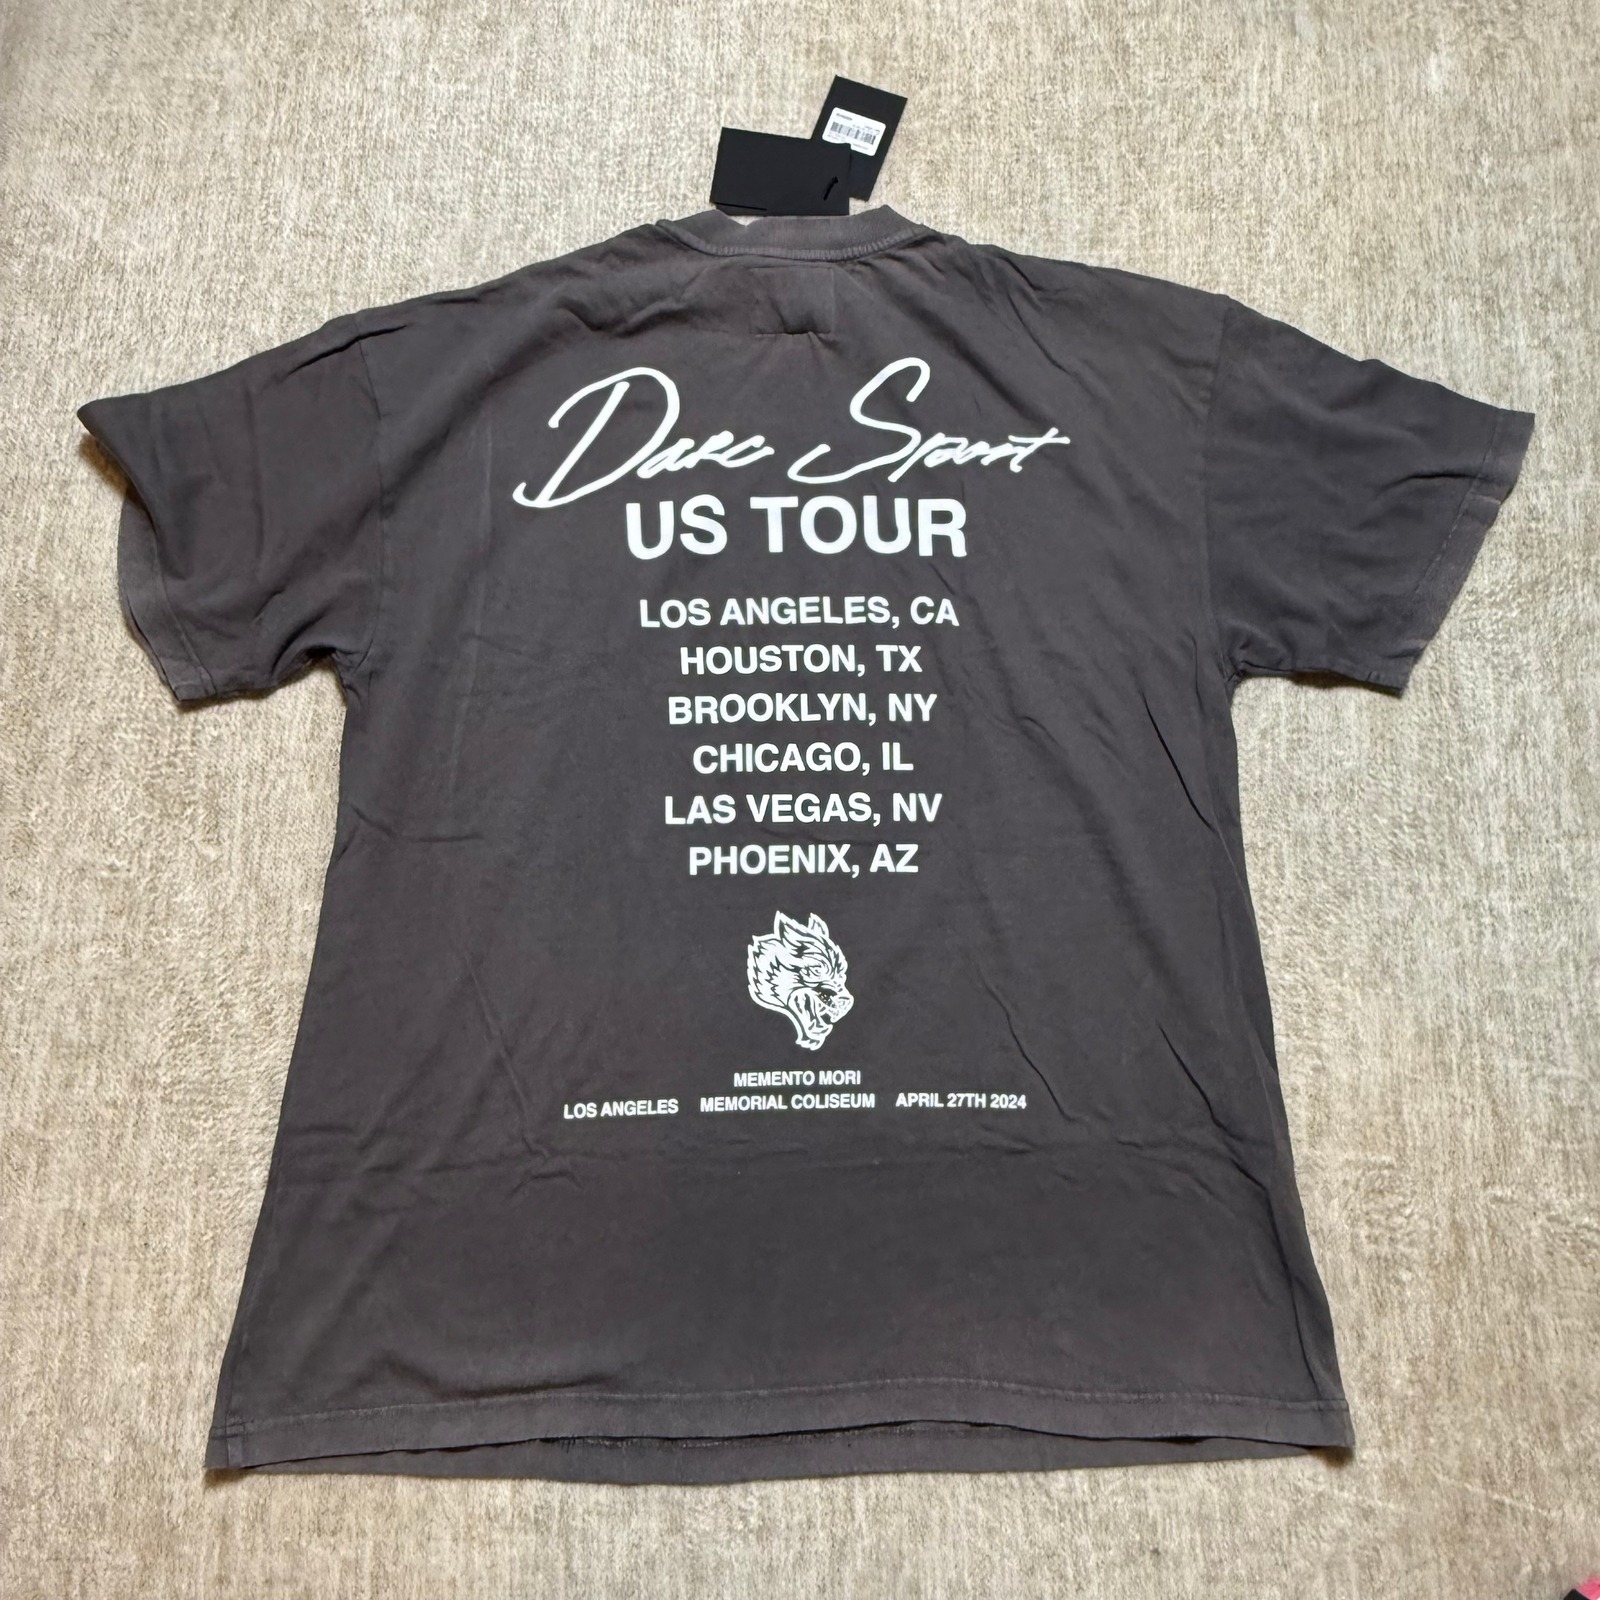 Darc Sport
US TOUR
LOS ANGELES, CA
HOUSTON, TX
BROOKLYN, NY
CHICAGO, IL
LAS VEGAS, NV
PHOENIX, AZ
MEMENTO MORI
LOS ANGELES MEMORIAL COLISEUM APRIL 27TH 2024